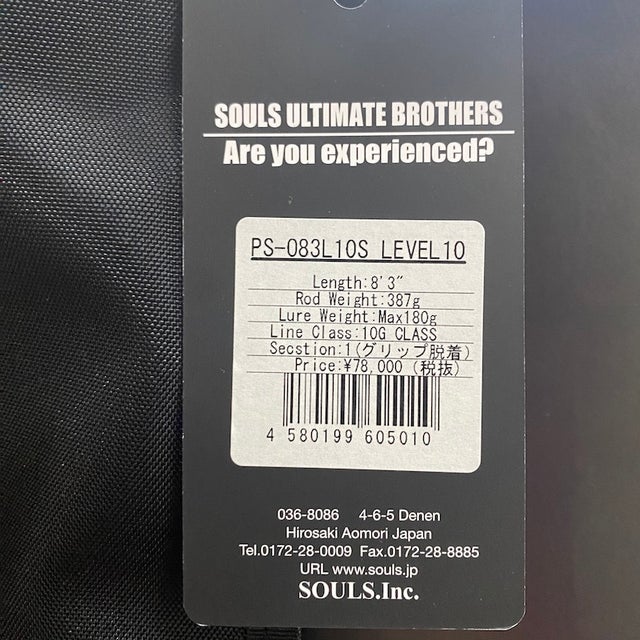 SOULS ULTIMATE BROTHERS
Are you experienced?
PS-083L10S LEVEL10
Length:8'3"
Rod Weight:387g
Lure Weight:Max180g
Line Class:10G CLASS
Secstion:1(グリップ脱着)
Price:¥78,000 (税抜)
4 580199 605010
036-8086 4-6-5 Denen
Hirosaki Aomori Japan
Tel.0172-28-0009 Fax.0172-28-8885
URL www.souls.jp
SOULS.Inc.